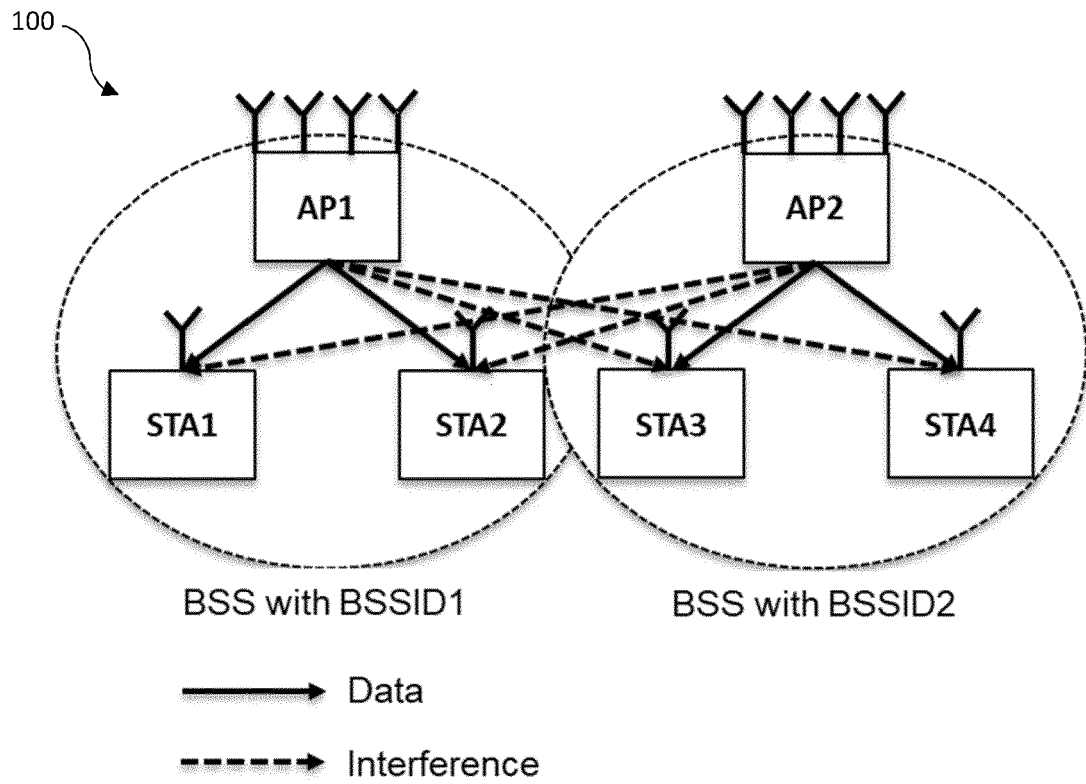 100
AP1 AP2
STA1 STA2 STA3 STA4
BSS with BSSID1 BSS with BSSID2
Data
Interference